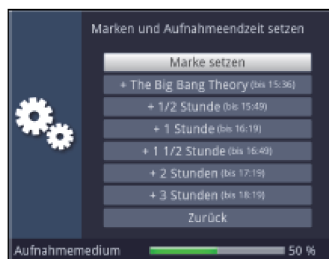 Marken und Aufnahmeendzeit setzen
Marke setzen
+ The Big Bang Theory (bis 15:36)
+ 1/2 Stunde (bis 15:49)
+ 1 Stunde (bis 16:19)
+ 1 1/2 Stunde (bis 16:49)
+ 2 Stunden (bis 17:19)
+ 3 Stunden (bis 18:19)
Zurück
Aufnahmemedium 50 %